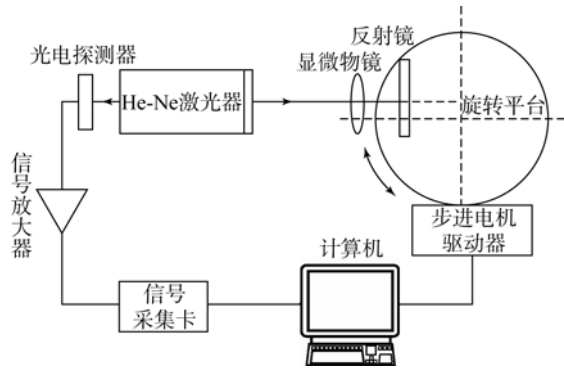 反射镜
光电探测器
显微物镜
He-Ne激光器
旋转平台
信号放大器
步进电机
驱动器
计算机
信号
采集卡